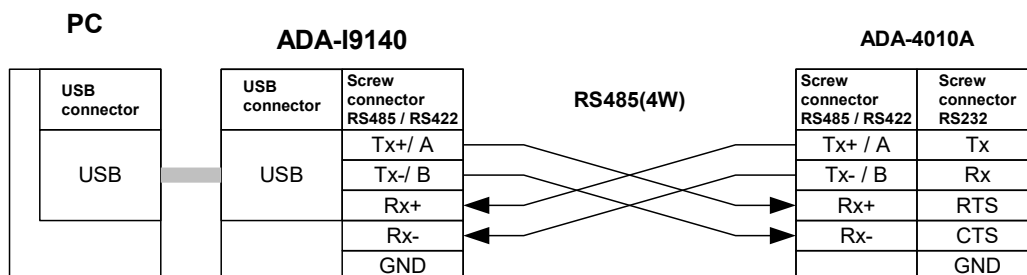 PC
ADA-I9140
ADA-4010A
RS485(4W)
USB
connector
USB
USB
connector
Screw
connector
RS485 / RS422
USB
Tx+/ A
Tx-/ B
Rx+
Rx-
GND
Screw
connector
RS485 / RS422
Screw
connector
RS232
Tx+ / A
Tx
Tx- / B
Rx
Rx+
RTS
Rx-
CTS
GND